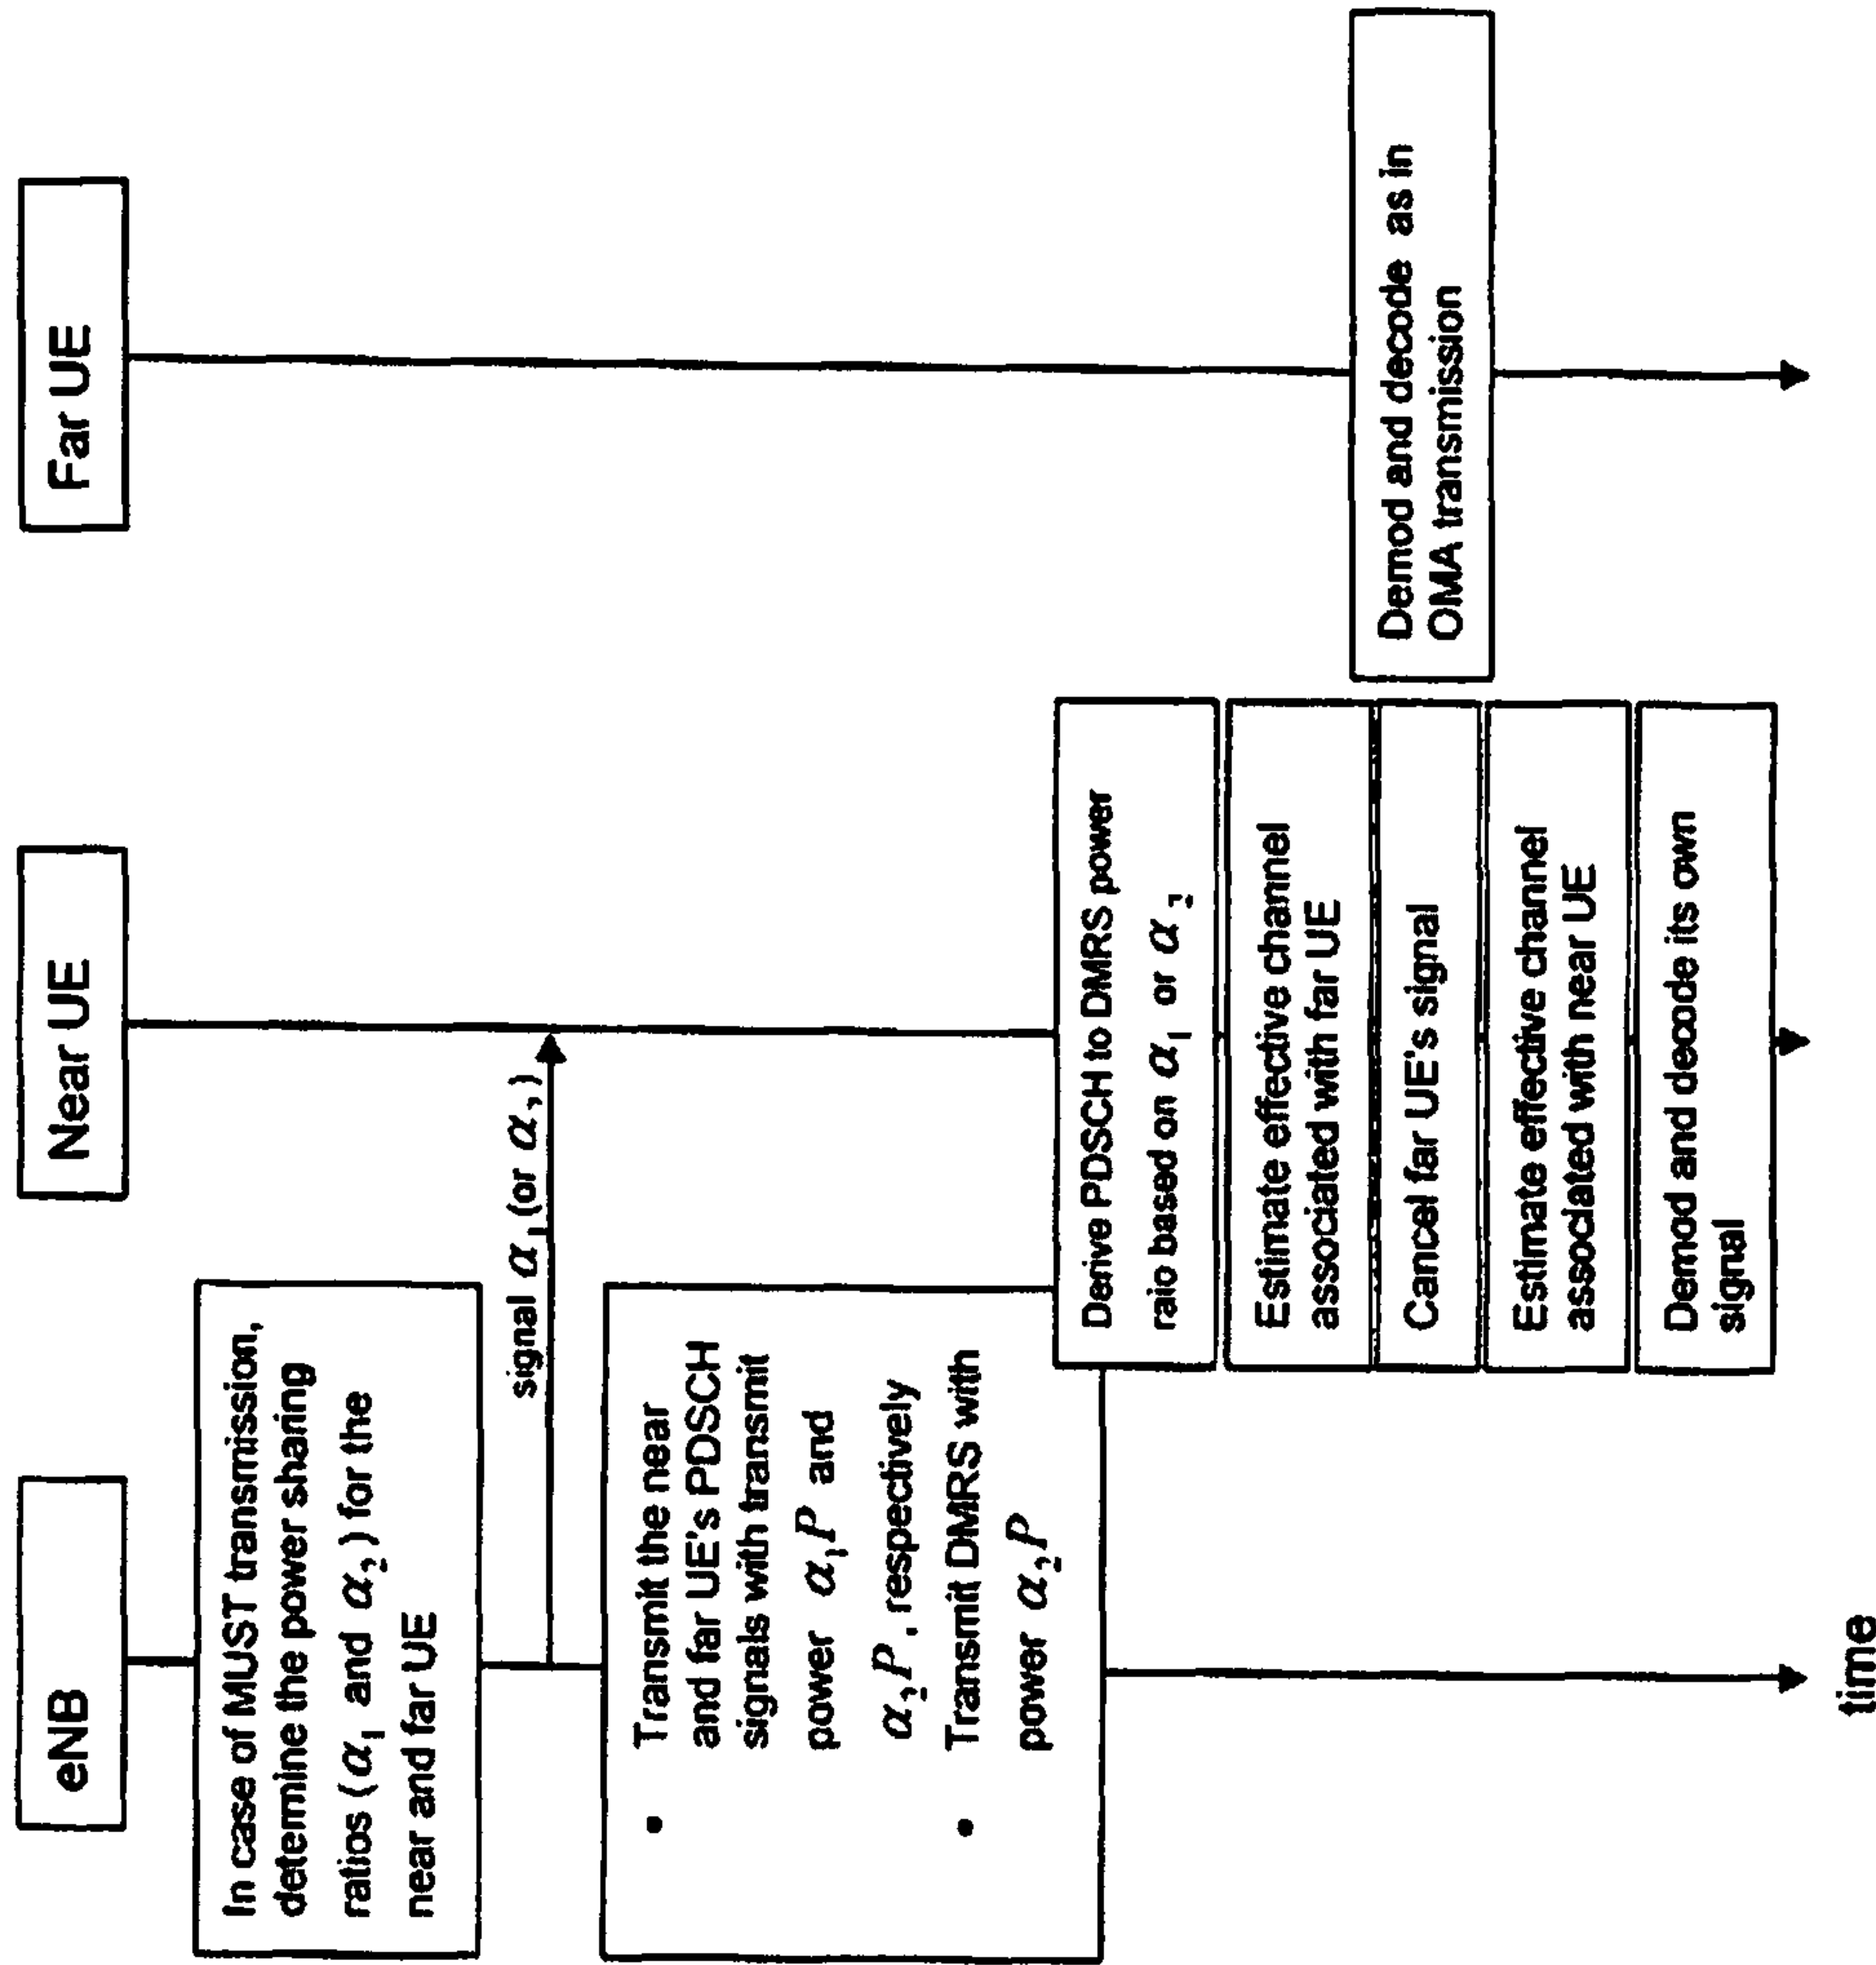 eNB
Near UE
Far UE
In case of MUST transmission,
determine the power sharing
ratios (α₁ and α₂) for the
near and far UE
signal α₁ (or α₂)
• Transmit the near
and far UE's PDSCH
signals with transmit
power α₁P and
α₂P, respectively
• Transmit DMRS with
power α₂P
Derive PDSCH to DMRS power
raio based on α₁ or α₂
Estimate effective channel
associated with far UE
Cancel far UE's signal
Estimate effective channel
associated with near UE
Demod and decode its own
signal
Demod and decode as in
OMA transmission
time